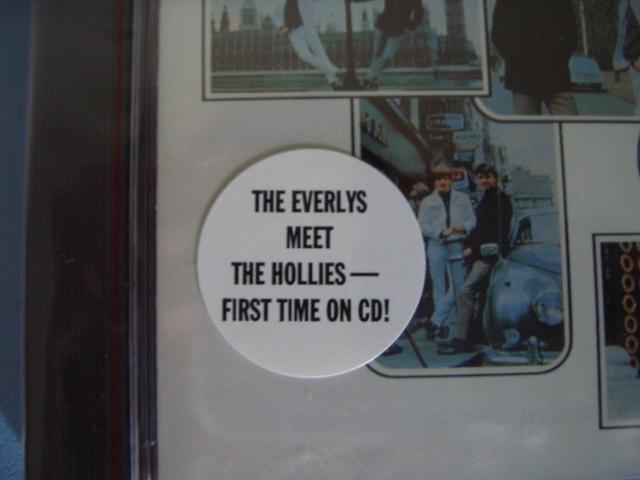 THE EVERLYS
MEET
THE HOLLIES—
FIRST TIME ON CD!